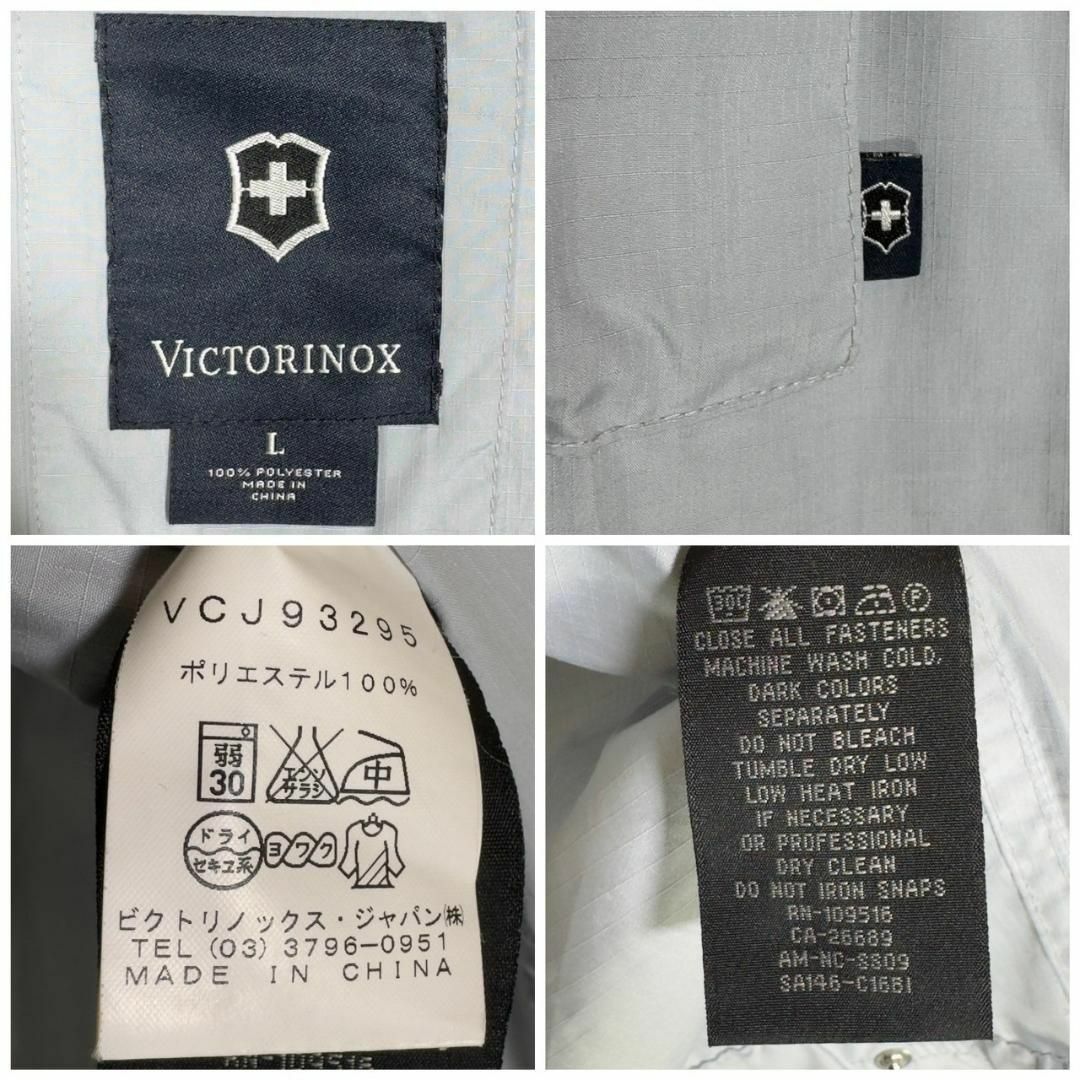 VICTORINOX
L
100% POLYESTER
MADE IN
CHINA
VCJ93295
ポリエステル100%
弱
30
エンソ
サラシ
中
ドライ
セキユ系
ヨワク
ビクトリノックス・ジャパン㈱
TEL (03) 3796-0951
MADE IN CHINA
RN-109516
80C
F
CLOSE ALL FASTENERS
MACHINE WASH COLD,
DARK COLORS
SEPARATELY
DO NOT BLEACH
TUMBLE DRY LOW
LOW HEAT IRON
IF NECESSARY
OR PROFESSIONAL
DRY CLEAN
DO NOT IRON SNAPS
RN-109516
CA-26689
AM-NC-SS09
SA146-C1661